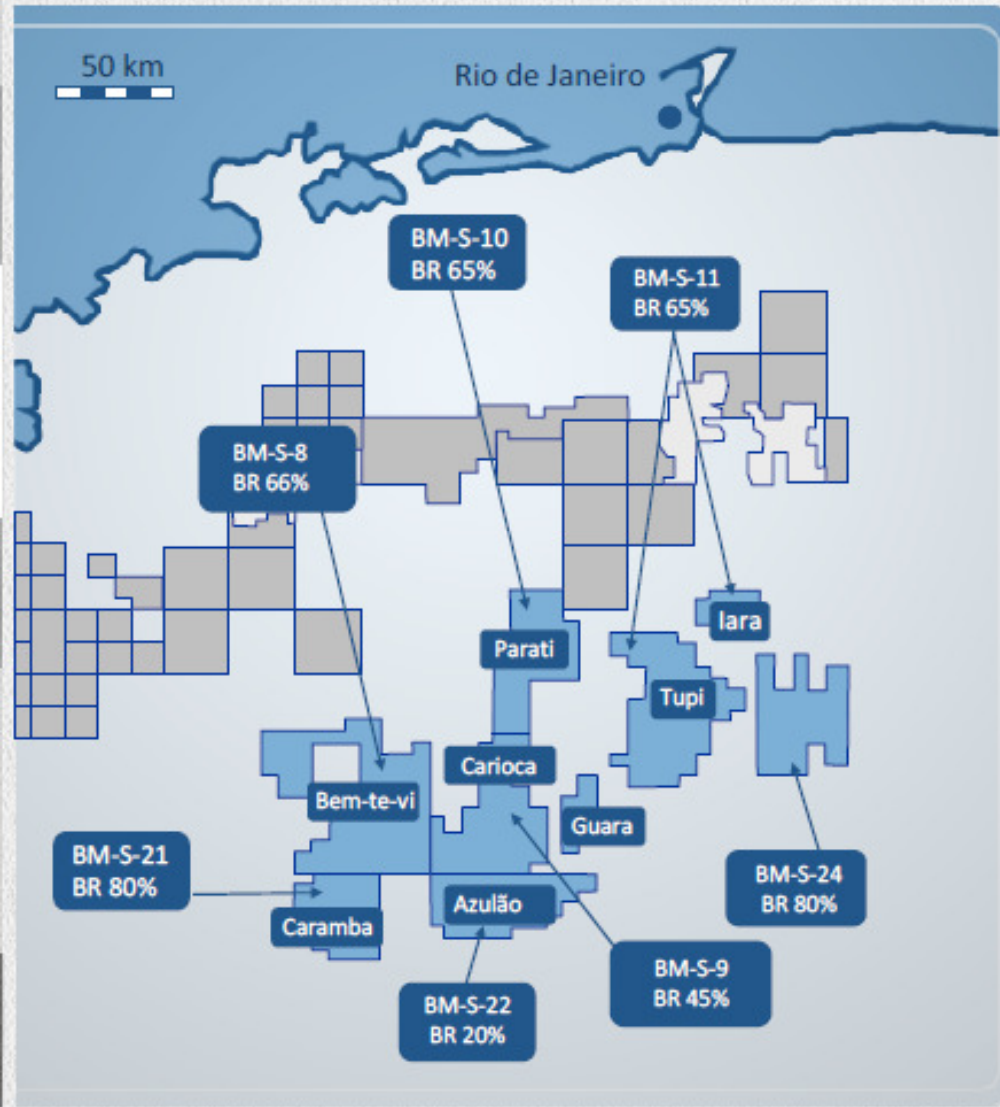 50 km
Rio de Janeiro
BM-S-10
BR 65%
BM-S-11
BR 65%
BM-S-8
BR 66%
Iara
Parati
Tupi
Carioca
Bem-te-vi
Guara
BM-S-21
BR 80%
BM-S-24
BR 80%
Azulão
Caramba
BM-S-9
BR 45%
BM-S-22
BR 20%